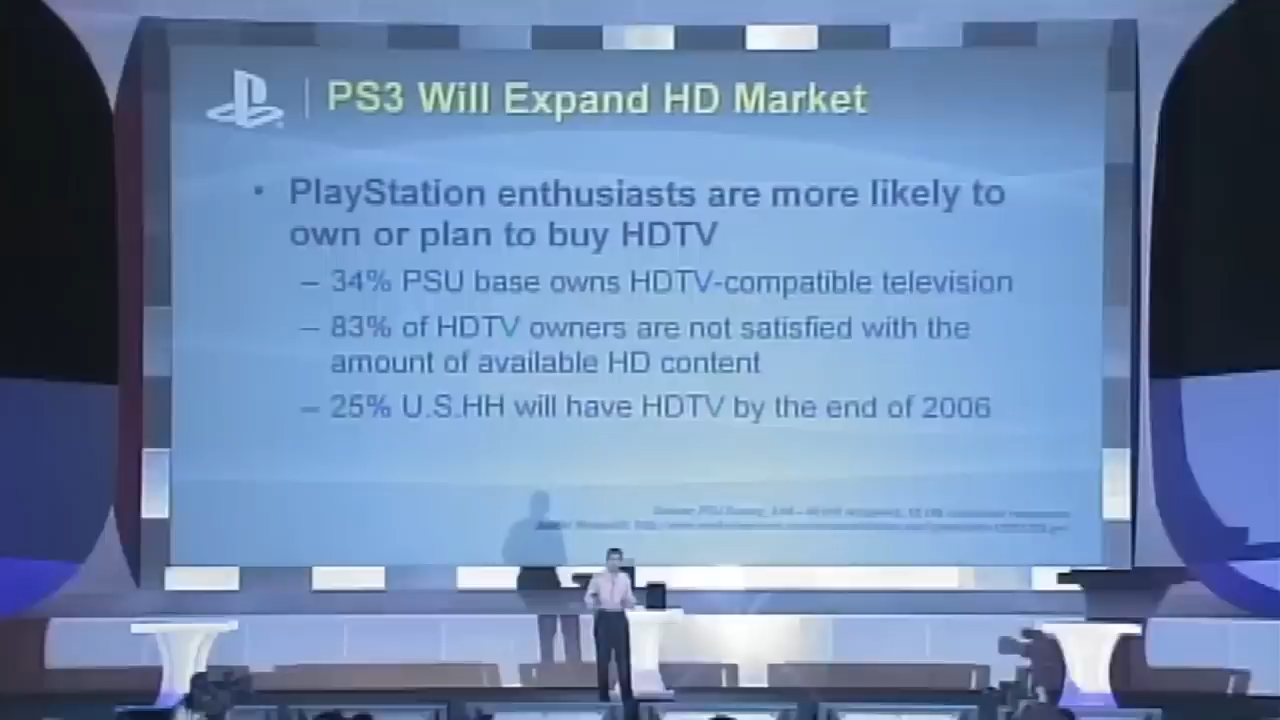 PS3 Will Expand HD Market
• PlayStation enthusiasts are more likely to
own or plan to buy HDTV
– 34% PSU base owns HDTV-compatible television
– 83% of HDTV owners are not satisfied with the
amount of available HD content
– 25% U.S.HH will have HDTV by the end of 2006